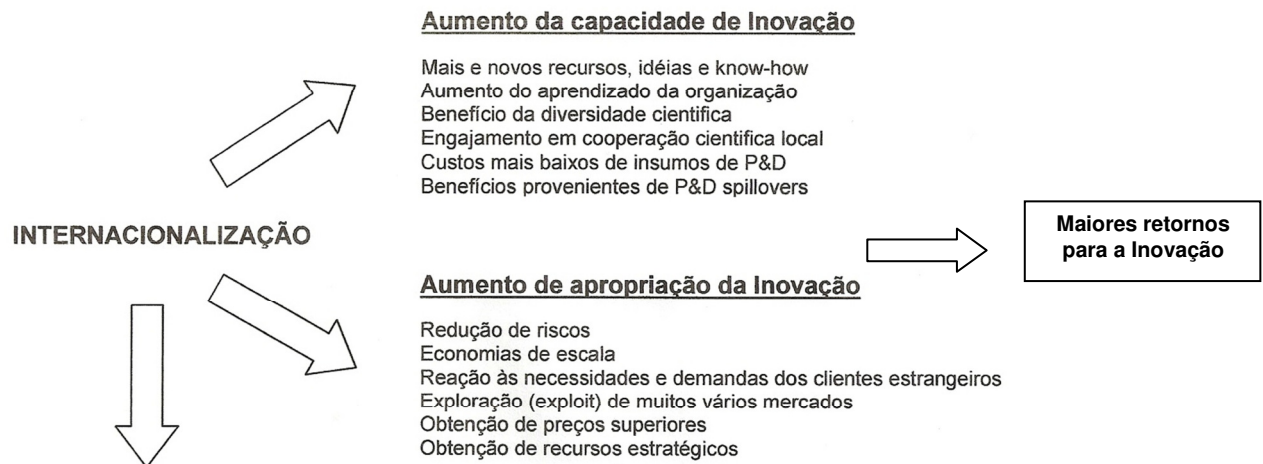 Aumento da capacidade de Inovação
Mais e novos recursos, idéias e know-how
Aumento do aprendizado da organização
Benefício da diversidade cientifica
Engajamento em cooperação cientifica local
Custos mais baixos de insumos de P&D
Benefícios provenientes de P&D spillovers
INTERNACIONALIZAÇÃO
Maiores retornos
para a Inovação
Aumento de apropriação da Inovação
Redução de riscos
Economias de escala
Reação às necessidades e demandas dos clientes estrangeiros
Exploração (exploit) de muitos vários mercados
Obtenção de preços superiores
Obtenção de recursos estratégicos